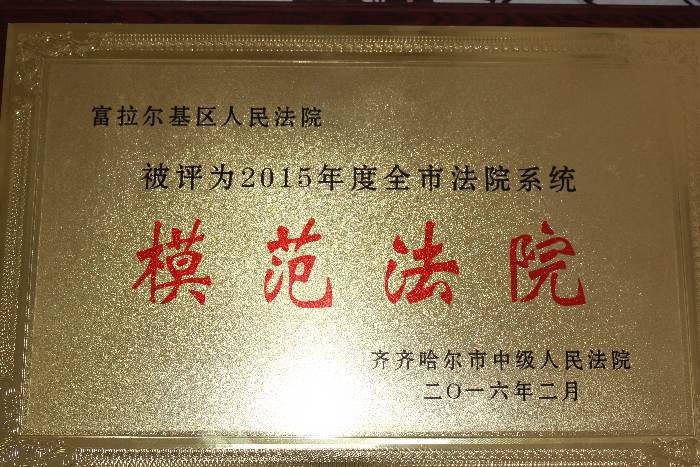 富拉尔基区人民法院
被评为2015年度全市法院系统
模范法院
齐齐哈尔市中级人民法院
二〇一六年二月